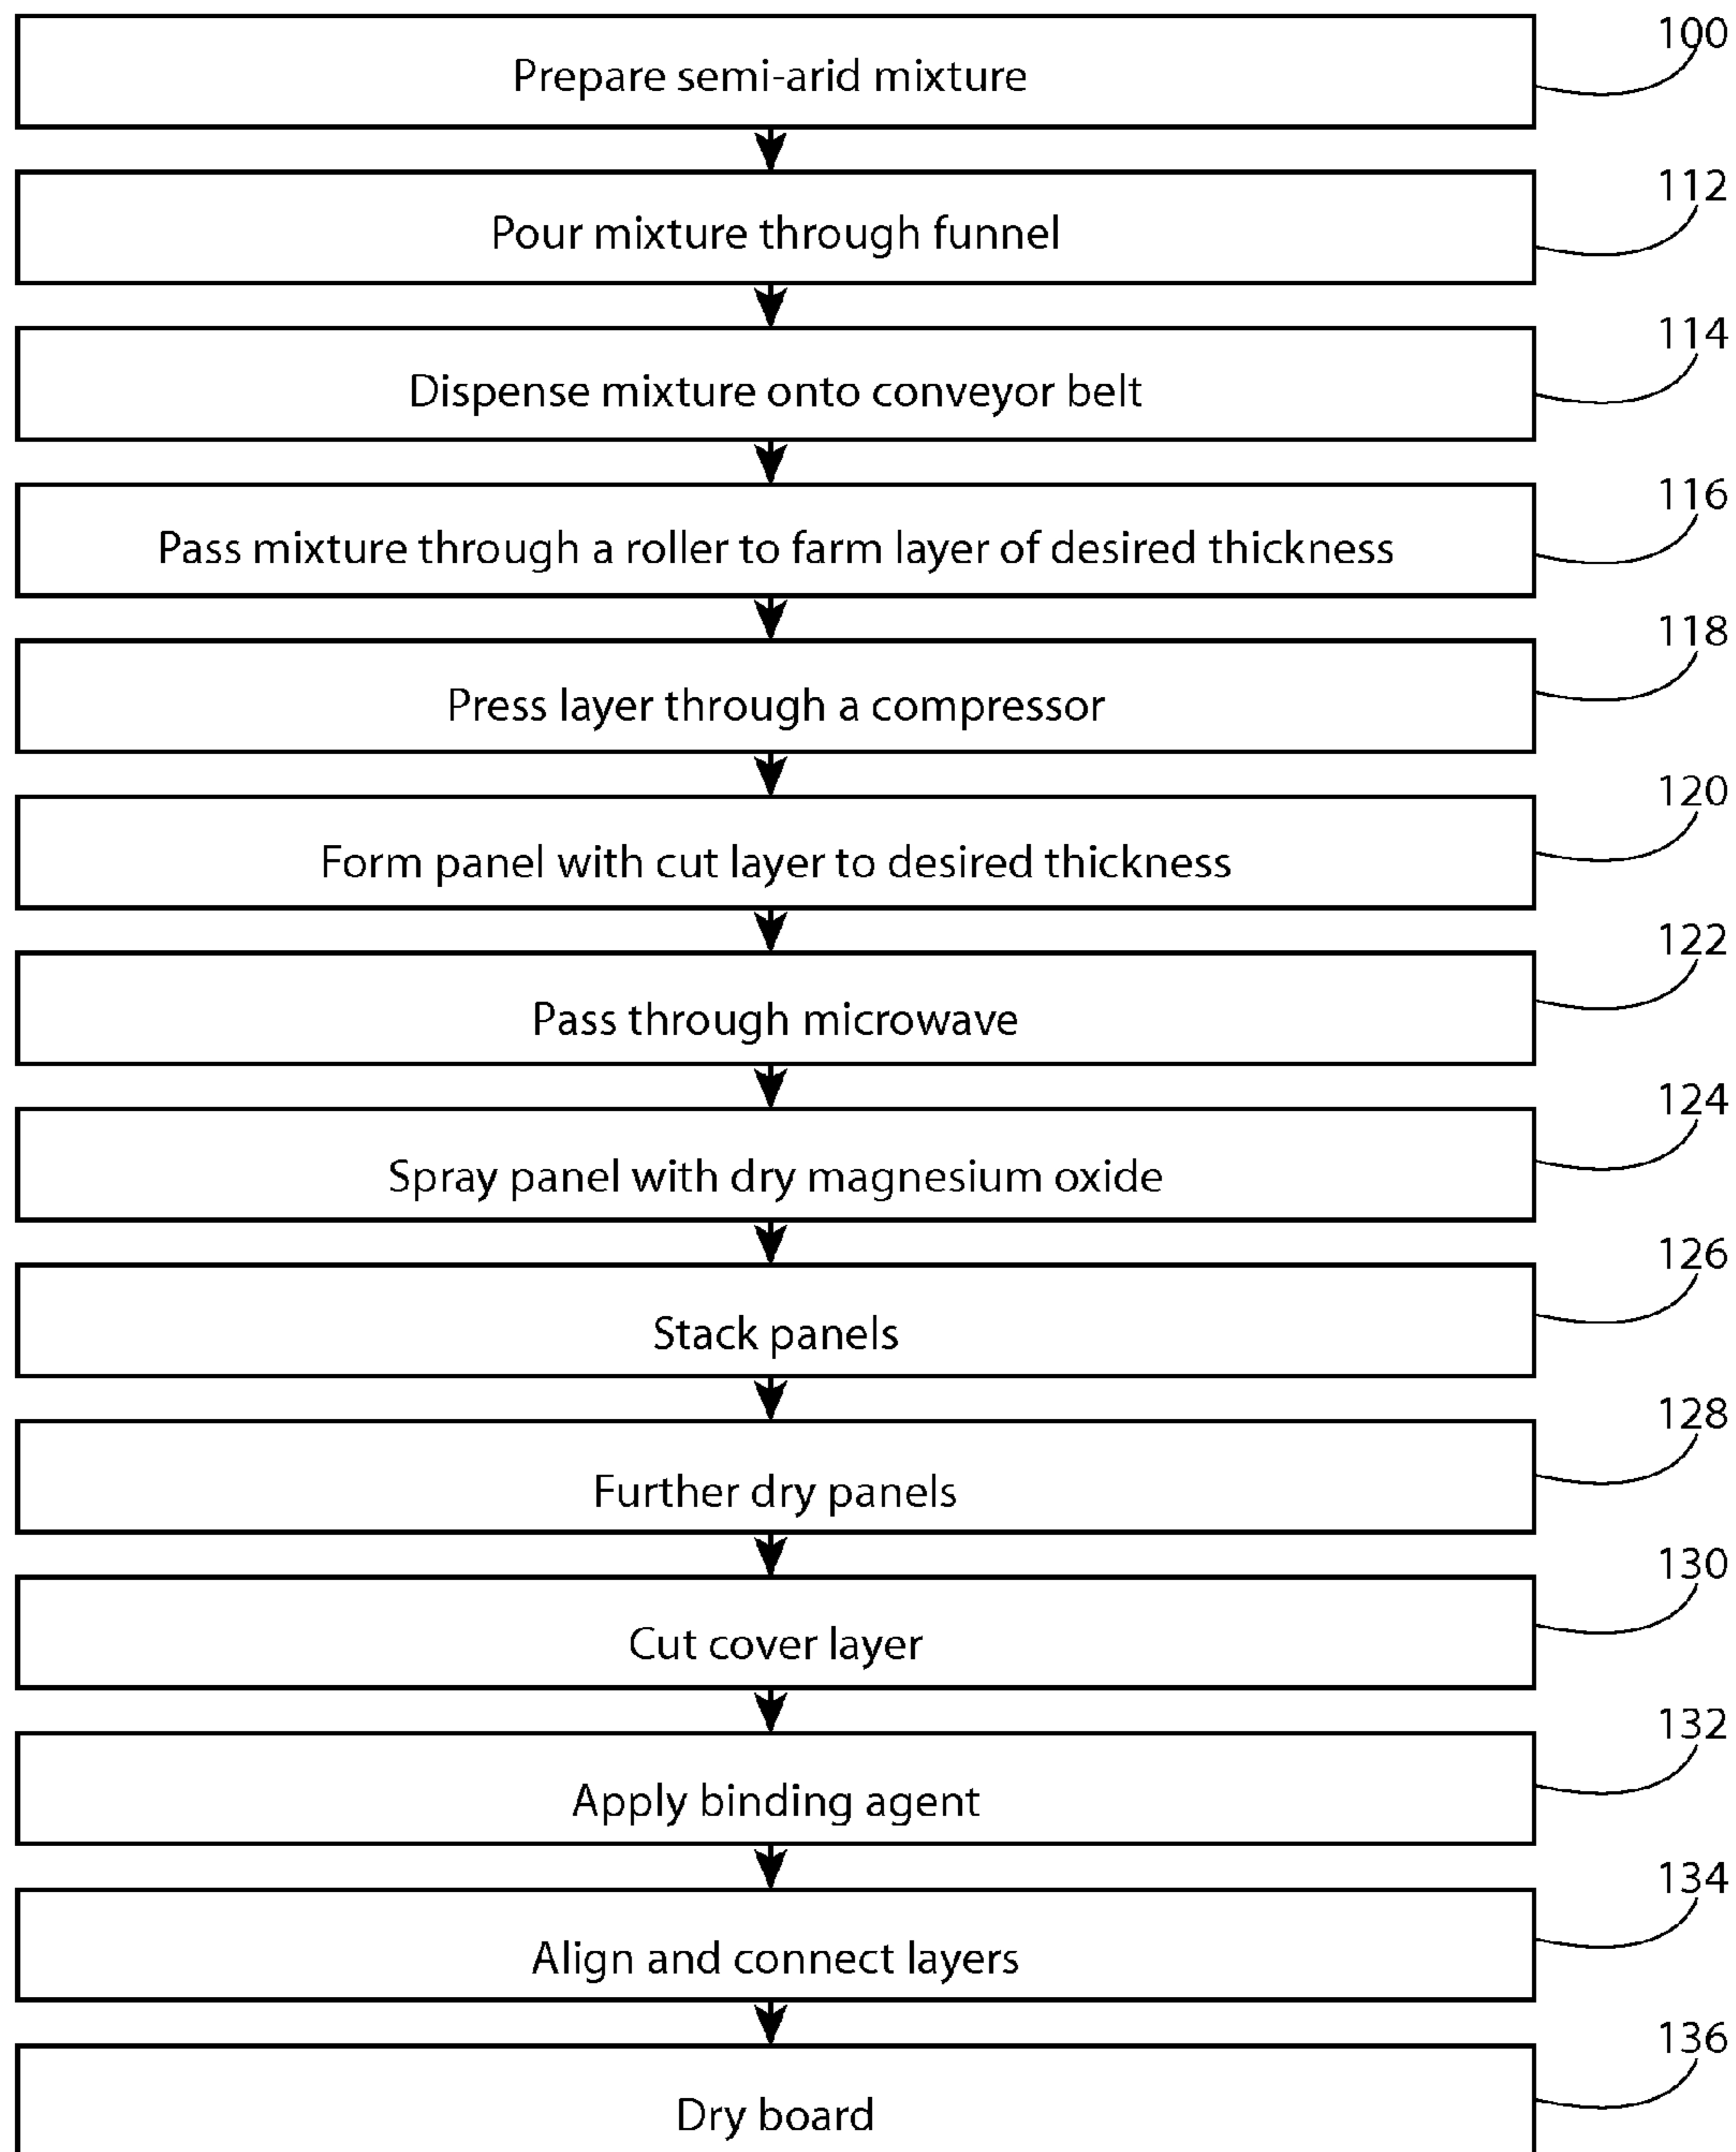 Prepare semi-arid mixture
100
Pour mixture through funnel
112
Dispense mixture onto conveyor belt
114
Pass mixture through a roller to farm layer of desired thickness
116
Press layer through a compressor
118
Form panel with cut layer to desired thickness
120
Pass through microwave
122
Spray panel with dry magnesium oxide
124
Stack panels
126
Further dry panels
128
Cut cover layer
130
Apply binding agent
132
Align and connect layers
134
Dry board
136